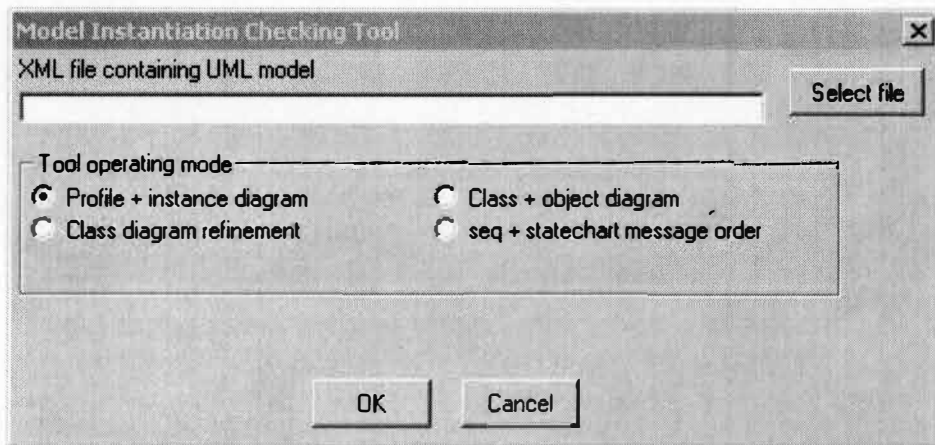 Model Instantiation Checking Tool
XML file containing UML model
Select file
Tool operating mode
Profile + instance diagram
Class + object diagram
Class diagram refinement
seq + statechart message order
OK
Cancel